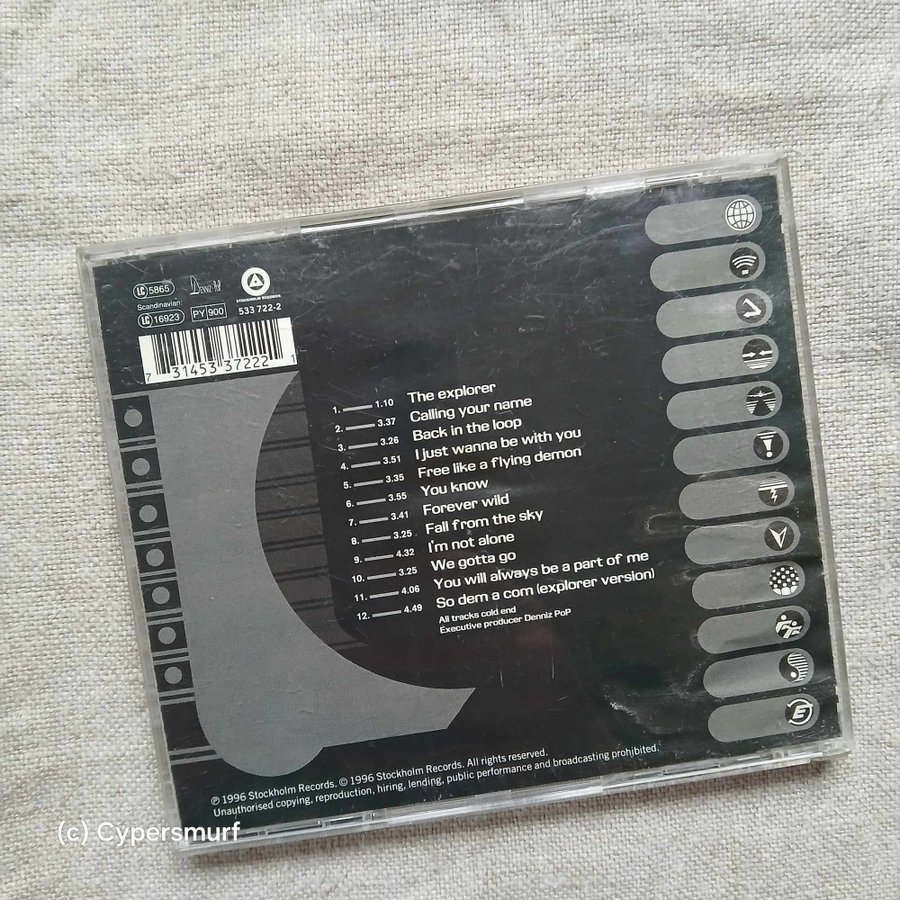 LC 5865
Denniz PoP
STOCKHOLM RECORDS
Scandinavian:
LC 16923
PY 900
533 722-2
7 31453 37222 1
1. 1.10 The explorer
2. 3.37 Calling your name
3. 3.26 Back in the loop
4. 3.51 I just wanna be with you
5. 3.35 Free like a flying demon
6. 3.55 You know
7. 3.41 Forever wild
8. 3.25 Fall from the sky
9. 4.32 I'm not alone
10. 3.25 We gotta go
11. 4.06 You will always be a part of me
12. 4.49 So dem a com (explorer version)
All tracks cold end
Executive producer Denniz PoP
E
℗ 1996 Stockholm Records. © 1996 Stockholm Records. All rights reserved.
Unauthorised copying, reproduction, hiring, lending, public performance and broadcasting prohibited.
(c) Cypersmurf